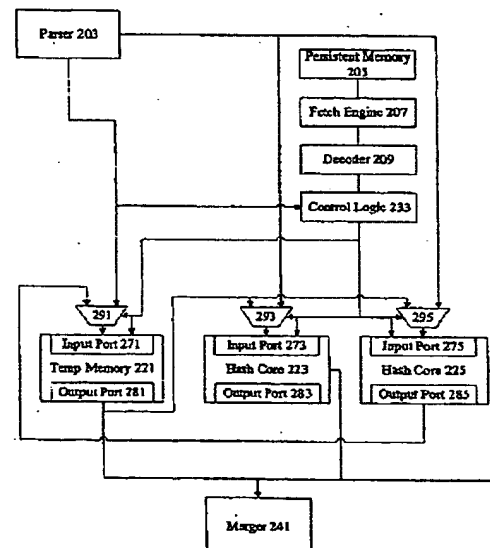 Parser 203
Persistent Memory
205
Fetch Engine 207
Decoder 209
Control Logic 233
291
293
295
Input Port 271
Temp Memory 221
Output Port 281
Input Port 273
Hash Core 223
Output Port 283
Input Port 275
Hash Core 225
Output Port 285
Merger 241